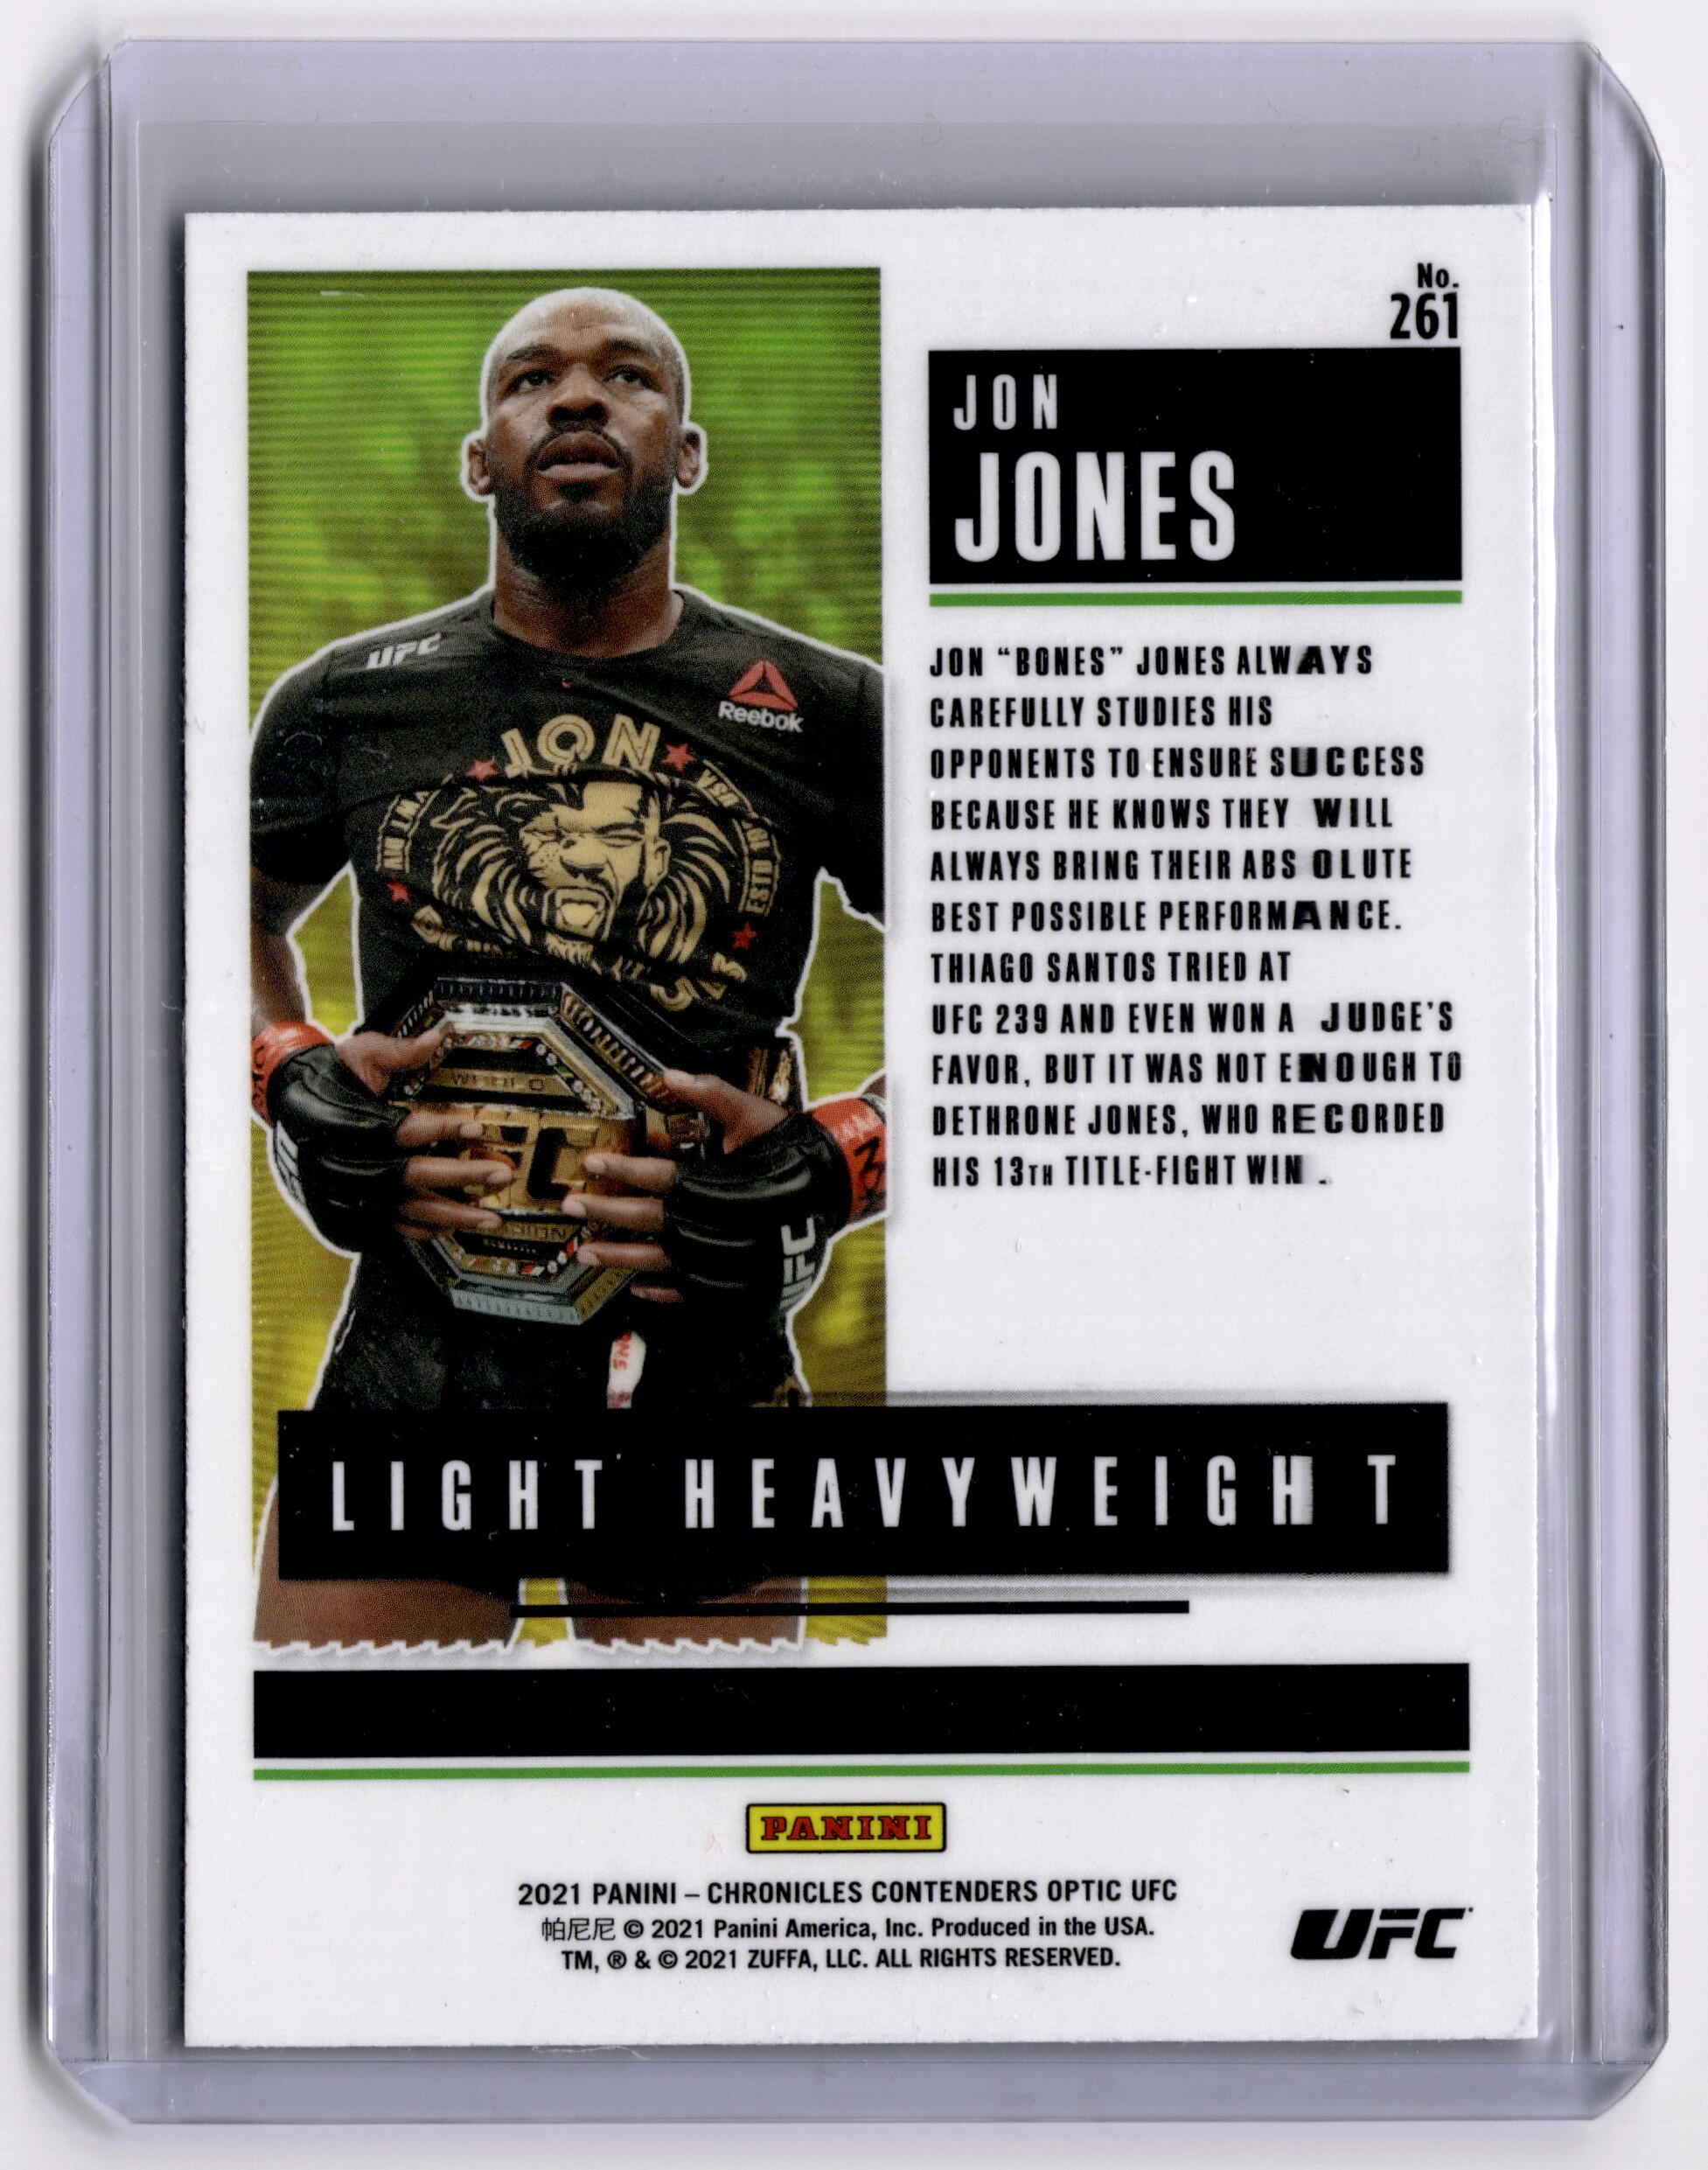 No.
261
JON
JONES
JON “BONES” JONES ALWAYS
CAREFULLY STUDIES HIS
OPPONENTS TO ENSURE SUCCESS
BECAUSE HE KNOWS THEY WILL
ALWAYS BRING THEIR ABSOLUTE
BEST POSSIBLE PERFORMANCE.
THIAGO SANTOS TRIED AT
UFC 239 AND EVEN WON A JUDGE’S
FAVOR, BUT IT WAS NOT ENOUGH TO
DETHRONE JONES, WHO RECORDED
HIS 13TH TITLE-FIGHT WIN.
UFC
Reebok
JON
UFC
LIGHT HEAVYWEIGHT
PANINI
2021 PANINI – CHRONICLES CONTENDERS OPTIC UFC
帕尼尼 © 2021 Panini America, Inc. Produced in the USA.
TM, ® & © 2021 ZUFFA, LLC. ALL RIGHTS RESERVED.
UFC